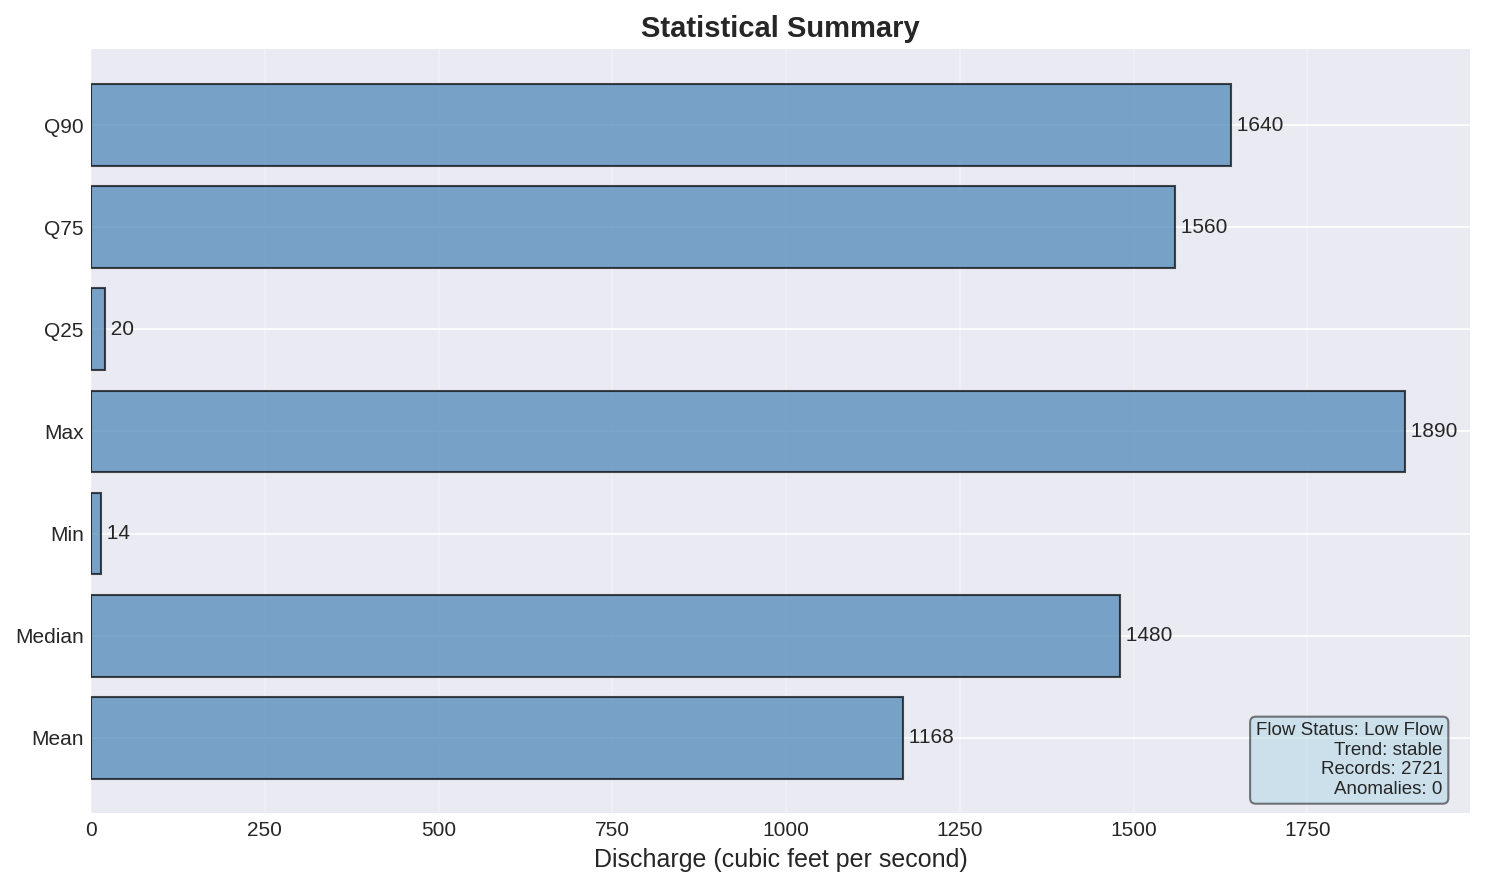 Statistical Summary
Q90
1640
Q75
1560
Q25
20
Max
1890
Min
14
Median
1480
Mean
1168
Flow Status: Low Flow
Trend: stable
Records: 2721
Anomalies: 0
0 250 500 750 1000 1250 1500 1750
Discharge (cubic feet per second)